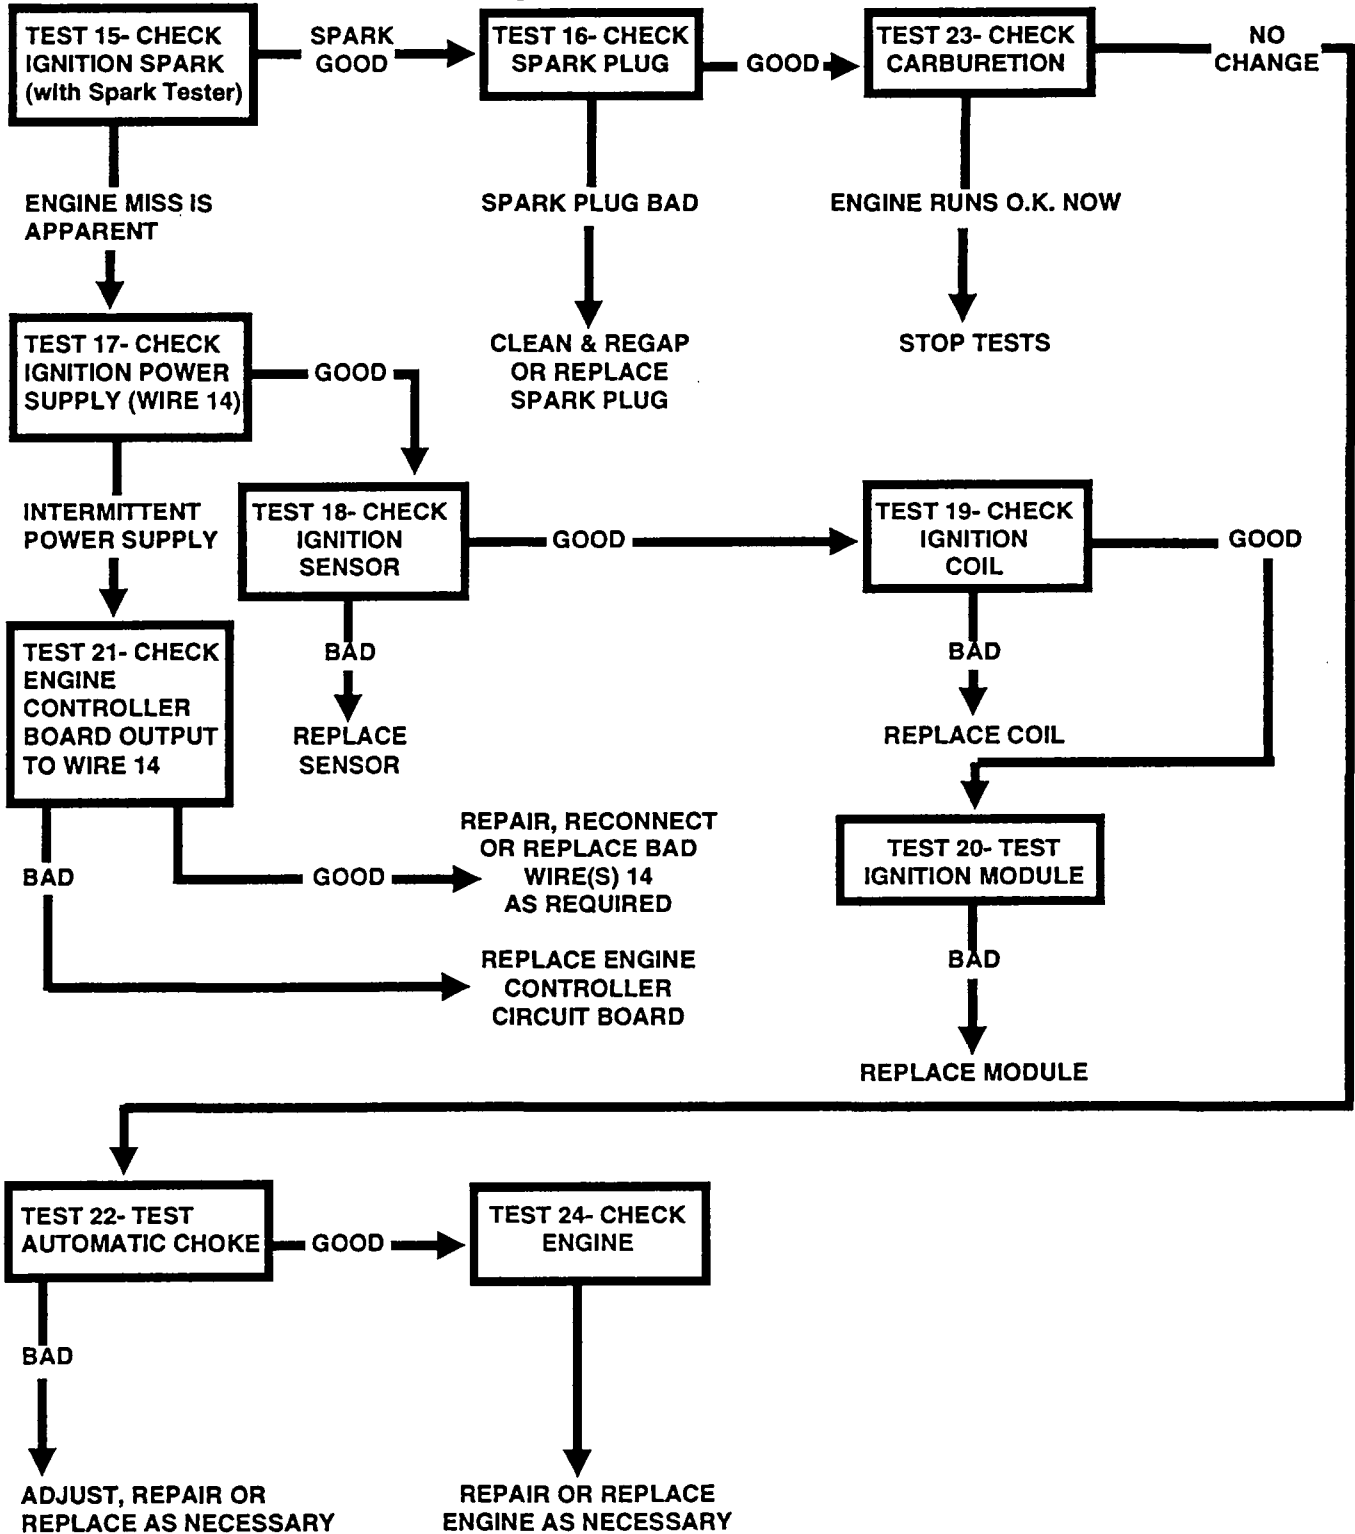 TEST 15- CHECK
IGNITION SPARK
(with Spark Tester)
SPARK
GOOD
TEST 16- CHECK
SPARK PLUG
GOOD
TEST 23- CHECK
CARBURETION
NO
CHANGE
ENGINE MISS IS
APPARENT
SPARK PLUG BAD
ENGINE RUNS O.K. NOW
TEST 17- CHECK
IGNITION POWER
SUPPLY (WIRE 14)
GOOD
CLEAN & REGAP
OR REPLACE
SPARK PLUG
STOP TESTS
INTERMITTENT
POWER SUPPLY
TEST 18- CHECK
IGNITION
SENSOR
GOOD
TEST 19- CHECK
IGNITION
COIL
GOOD
TEST 21- CHECK
ENGINE
CONTROLLER
BOARD OUTPUT
TO WIRE 14
BAD
REPLACE
SENSOR
BAD
REPLACE COIL
BAD
GOOD
REPAIR, RECONNECT
OR REPLACE BAD
WIRE(S) 14
AS REQUIRED
TEST 20- TEST
IGNITION MODULE
REPLACE ENGINE
CONTROLLER
CIRCUIT BOARD
BAD
REPLACE MODULE
TEST 22- TEST
AUTOMATIC CHOKE
GOOD
TEST 24- CHECK
ENGINE
BAD
ADJUST, REPAIR OR
REPLACE AS NECESSARY
REPAIR OR REPLACE
ENGINE AS NECESSARY